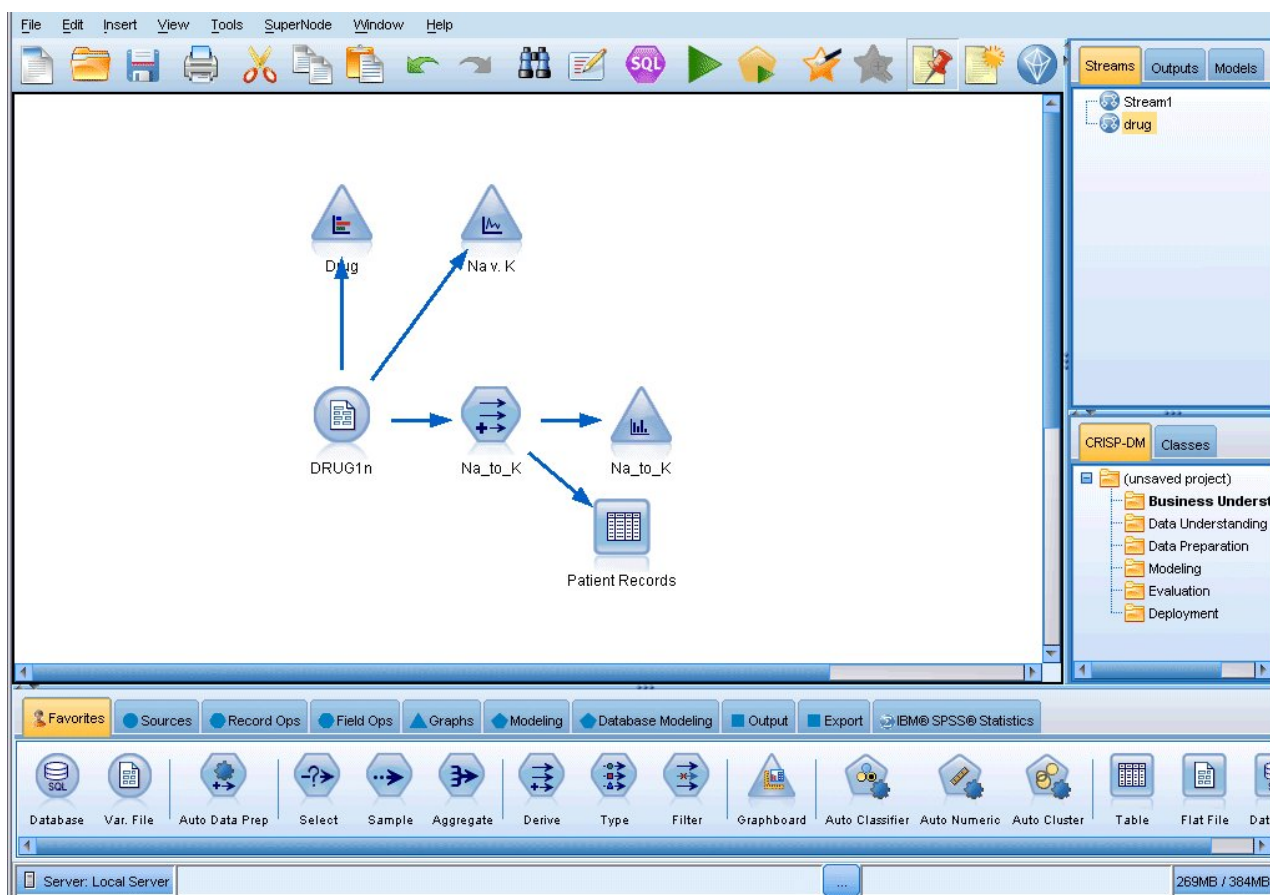 File Edit Insert View Tools SuperNode Window Help
SQL
Streams Outputs Models
Stream1
drug
Drug
Na v. K
DRUG1n
Na_to_K
Na_to_K
Patient Records
CRISP-DM Classes
(unsaved project)
Business Underst
Data Understanding
Data Preparation
Modeling
Evaluation
Deployment
Favorites Sources Record Ops Field Ops Graphs Modeling Database Modeling Output Export IBM® SPSS® Statistics
SQL
Database Var. File Auto Data Prep Select Sample Aggregate Derive Type Filter Graphboard Auto Classifier Auto Numeric Auto Cluster Table Flat File Dat
Server: Local Server ... 269MB / 384MB